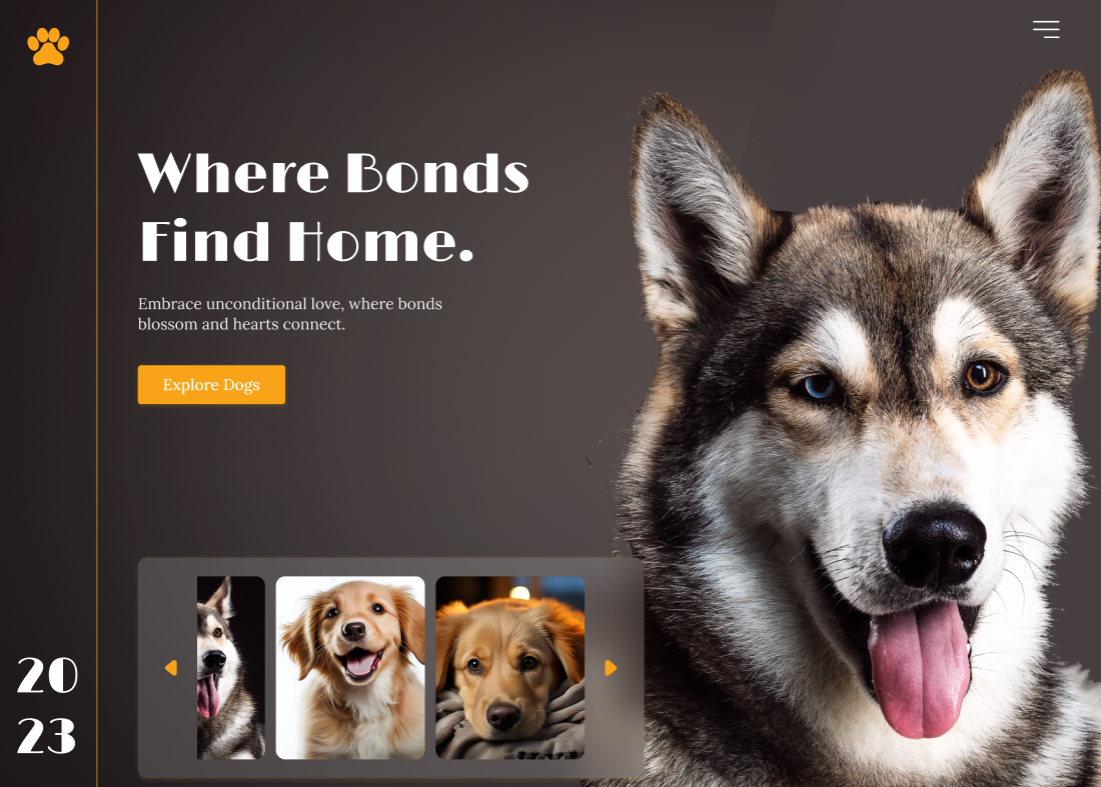 Where Bonds
Find Home.
Embrace unconditional love, where bonds
blossom and hearts connect.
Explore Dogs
20
23